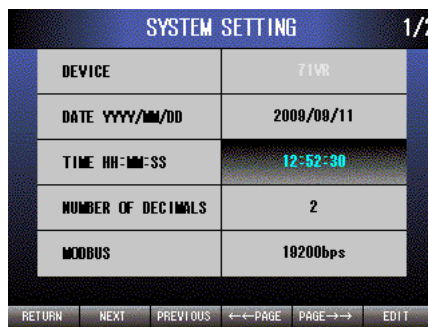 SYSTEM SETTING 1/2
DEVICE 71VR
DATE YYYY/MM/DD 2009/09/11
TIME HH:MM:SS 12:52:30
NUMBER OF DECIMALS 2
MODBUS 19200bps
RETURN NEXT PREVIOUS ←←PAGE PAGE→→ EDIT